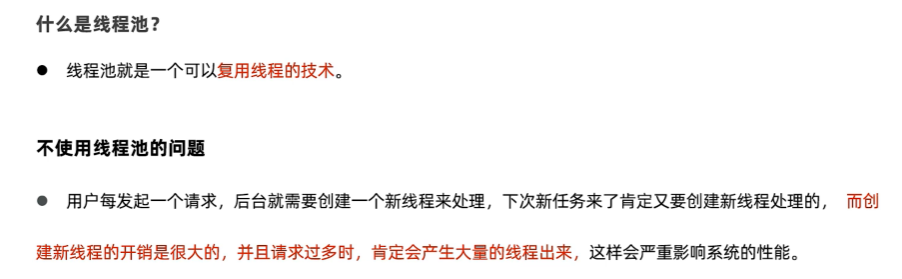 什么是线程池？
● 线程池就是一个可以复用线程的技术。
不使用线程池的问题
● 用户每发起一个请求，后台就需要创建一个新线程来处理，下次新任务来了肯定又要创建新线程处理的， 而创
建新线程的开销是很大的，并且请求过多时，肯定会产生大量的线程出来，这样会严重影响系统的性能。